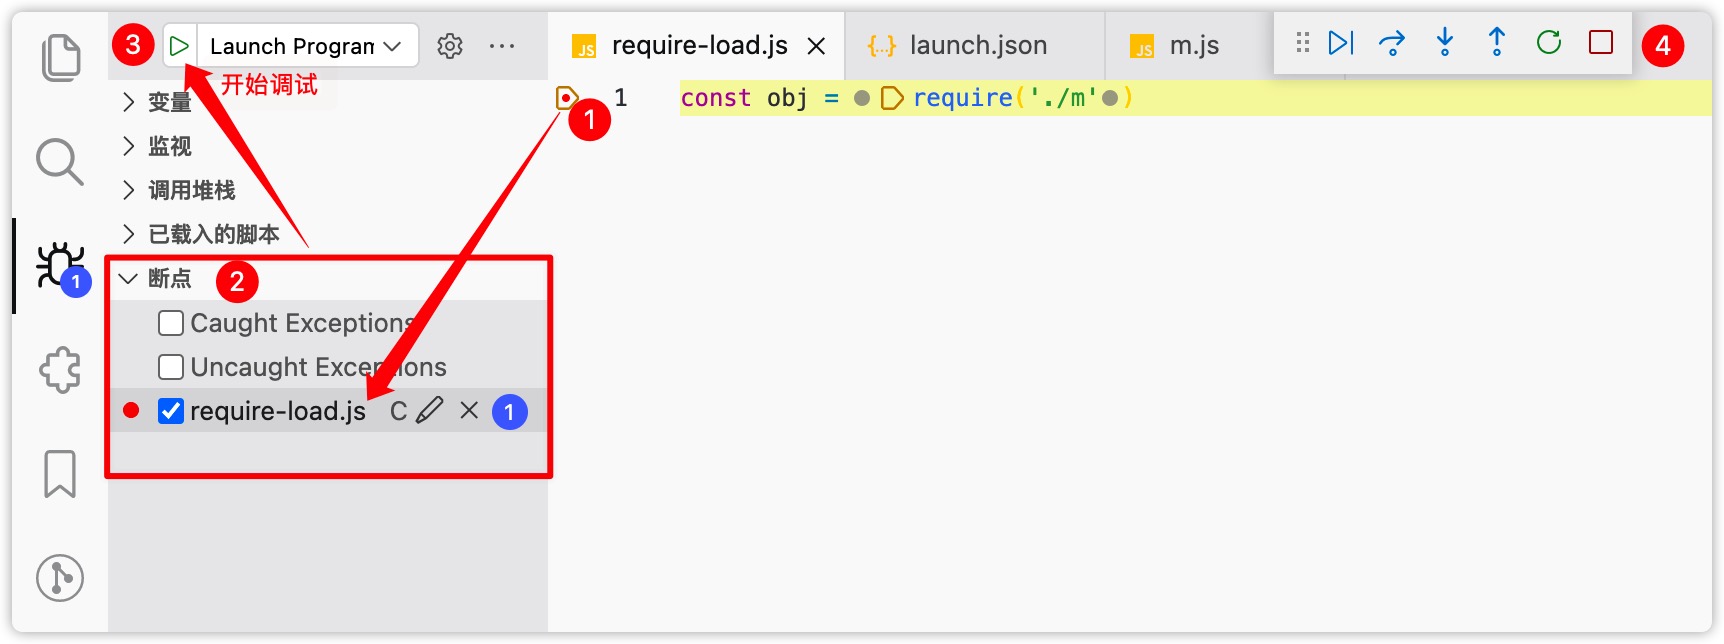 3 Launch Program
开始调试
require-load.js
launch.json
m.js
4
1
1 const obj = require('./m')
变量
监视
调用堆栈
已载入的脚本
1
断点 2
Caught Exceptions
Uncaught Exceptions
require-load.js C 1